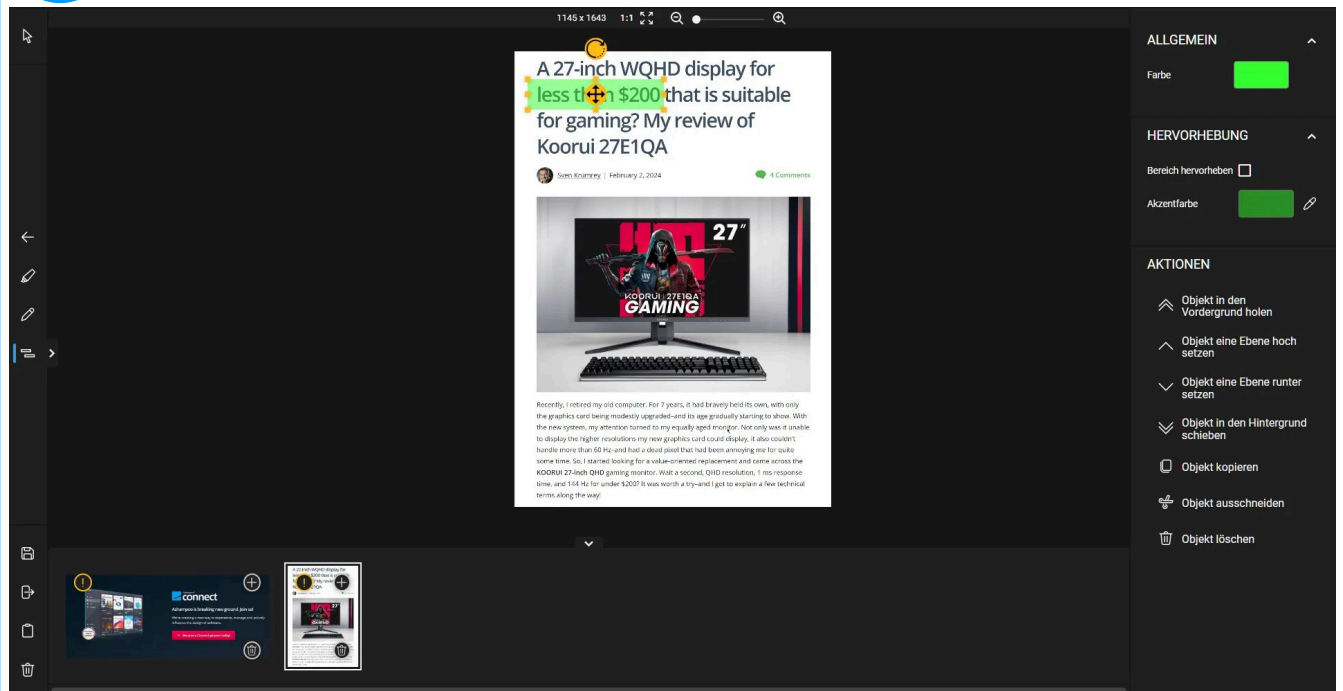 1145 x 1643 1:1
A 27-inch WQHD display for
less than $200 that is suitable
for gaming? My review of
Koorui 27E1QA
Sven Krumrey | February 2, 2024
4 Comments
27"
KOORUI 27E1QA
GAMING
Recently, I retired my old computer. For 7 years, it had bravely held its own, with only
the graphics card being modestly upgraded–and its age gradually starting to show. With
the new system, my attention turned to my equally aged monitor. Not only was it unable
to display the higher resolutions my new graphics card could display, it also couldn't
handle more than 60 Hz–and had a dead pixel that had been annoying me for quite
some time. So, I started looking for a value-oriented replacement and came across the
KOORUI 27-inch QHD gaming monitor. Wait a second, QHD resolution, 1 ms response
time, and 144 Hz for under $200? It was worth a try–and I got to explain a few technical
terms along the way!
ALLGEMEIN
Farbe
HERVORHEBUNG
Bereich hervorheben
Akzentfarbe
AKTIONEN
Objekt in den
Vordergrund holen
Objekt eine Ebene hoch
setzen
Objekt eine Ebene runter
setzen
Objekt in den Hintergrund
schieben
Objekt kopieren
Objekt ausschneiden
Objekt löschen
connect
Ashampoo is breaking new ground. Join us!